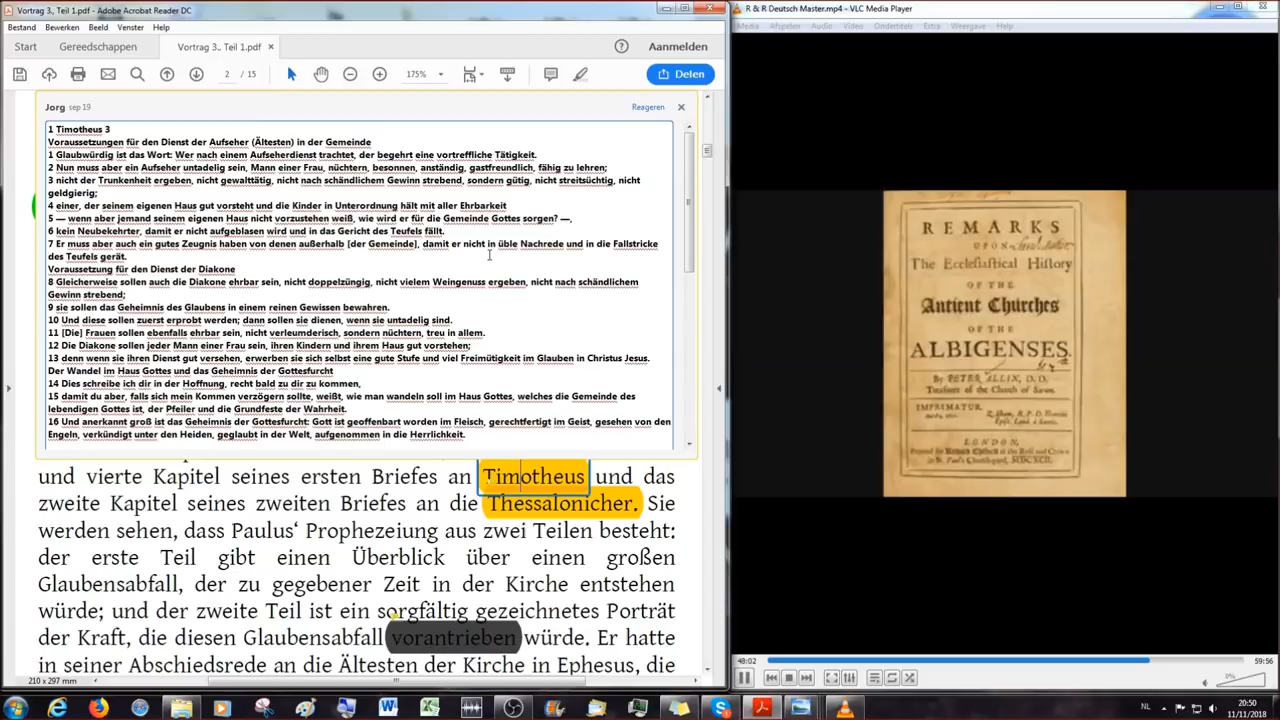 Vortrag 3., Teil 1.pdf - Adobe Acrobat Reader DC
Bestand Bewerken Beeld Venster Help
Start Gereedschappen Vortrag 3., Teil 1.pdf × Aanmelden
2 / 15 175% Delen
Jorg sep 19 Reageren
1 Timotheus 3
Voraussetzungen für den Dienst der Aufseher (Ältesten) in der Gemeinde
1 Glaubwürdig ist das Wort: Wer nach einem Aufseherdienst trachtet, der begehrt eine vortreffliche Tätigkeit.
2 Nun muss aber ein Aufseher untadelig sein, Mann einer Frau, nüchtern, besonnen, anständig, gastfreundlich, fähig zu lehren;
3 nicht der Trunkenheit ergeben, nicht gewalttätig, nicht nach schändlichem Gewinn strebend, sondern gütig, nicht streitsüchtig, nicht
geldgierig;
4 einer, der seinem eigenen Haus gut vorsteht und die Kinder in Unterordnung hält mit aller Ehrbarkeit
5 — wenn aber jemand seinem eigenen Haus nicht vorzustehen weiß, wie wird er für die Gemeinde Gottes sorgen? —,
6 kein Neubekehrter, damit er nicht aufgeblasen wird und in das Gericht des Teufels fällt.
7 Er muss aber auch ein gutes Zeugnis haben von denen außerhalb [der Gemeinde], damit er nicht in üble Nachrede und in die Fallstricke
des Teufels gerät.
Voraussetzung für den Dienst der Diakone
8 Gleicherweise sollen auch die Diakone ehrbar sein, nicht doppelzüngig, nicht vielem Weingenuss ergeben, nicht nach schändlichem
Gewinn strebend;
9 sie sollen das Geheimnis des Glaubens in einem reinen Gewissen bewahren.
10 Und diese sollen zuerst erprobt werden; dann sollen sie dienen, wenn sie untadelig sind.
11 [Die] Frauen sollen ebenfalls ehrbar sein, nicht verleumderisch, sondern nüchtern, treu in allem.
12 Die Diakone sollen jeder Mann einer Frau sein, ihren Kindern und ihrem Haus gut vorstehen;
13 denn wenn sie ihren Dienst gut versehen, erwerben sie sich selbst eine gute Stufe und viel Freimütigkeit im Glauben in Christus Jesus.
Der Wandel im Haus Gottes und das Geheimnis der Gottesfurcht
14 Dies schreibe ich dir in der Hoffnung, recht bald zu dir zu kommen,
15 damit du aber, falls sich mein Kommen verzögern sollte, weißt, wie man wandeln soll im Haus Gottes, welches die Gemeinde des
lebendigen Gottes ist, der Pfeiler und die Grundfeste der Wahrheit.
16 Und anerkannt groß ist das Geheimnis der Gottesfurcht: Gott ist geoffenbart worden im Fleisch, gerechtfertigt im Geist, gesehen von den
Engeln, verkündigt unter den Heiden, geglaubt in der Welt, aufgenommen in die Herrlichkeit.
und vierte Kapitel seines ersten Briefes an Timotheus und das
zweite Kapitel seines zweiten Briefes an die Thessalonicher. Sie
werden sehen, dass Paulus‘ Prophezeiung aus zwei Teilen besteht:
der erste Teil gibt einen Überblick über einen großen
Glaubensabfall, der zu gegebener Zeit in der Kirche entstehen
würde; und der zweite Teil ist ein sorgfältig gezeichnetes Porträt
der Kraft, die diesen Glaubensabfall vorantrieben würde. Er hatte
in seiner Abschiedsrede an die Ältesten der Kirche in Ephesus, die
210 x 297 mm
R & R Deutsch Master.mp4 - VLC Media Player
Media Afspelen Audio Video Ondertitels Extra Weergave Help
REMARKS
UPON
The Ecclesiastical History
OF THE
Antient Churches
OF THE
ALBIGENSES.
By PETER ALLIX, D.D.
Treasurer of the Church of Sarum.
IMPRIMATUR.
LONDON,
48:02 59:56
0%
NL 20:50
11/11/2018